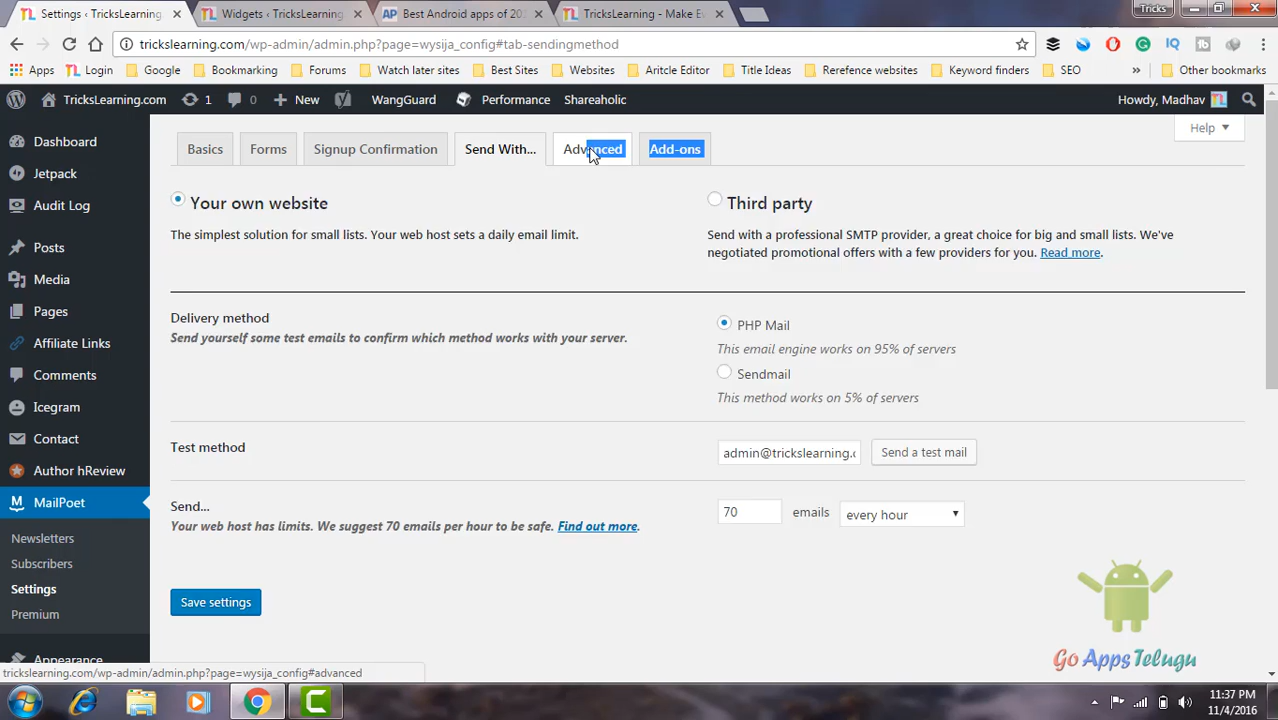 Settings ‹ TricksLearning.
Widgets ‹ TricksLearning —
Best Android apps of 201
TricksLearning - Make Ev
Tricks
trickslearning.com/wp-admin/admin.php?page=wysija_config#tab-sendingmethod
Apps
Login
Google
Bookmarking
Forums
Watch later sites
Best Sites
Websites
Aritcle Editor
Title Ideas
Rerefence websites
Keyword finders
SEO
»
Other bookmarks
TricksLearning.com
1
0
New
WangGuard
Performance
Shareaholic
Howdy, Madhav
Help
Dashboard
Jetpack
Audit Log
Posts
Media
Pages
Affiliate Links
Comments
Icegram
Contact
Author hReview
MailPoet
Newsletters
Subscribers
Settings
Premium
Appearance
Basics
Forms
Signup Confirmation
Send With...
Advanced
Add-ons
Your own website
The simplest solution for small lists. Your web host sets a daily email limit.
Third party
Send with a professional SMTP provider, a great choice for big and small lists. We've
negotiated promotional offers with a few providers for you. Read more.
Delivery method
Send yourself some test emails to confirm which method works with your server.
PHP Mail
This email engine works on 95% of servers
Sendmail
This method works on 5% of servers
Test method
admin@trickslearning.c
Send a test mail
Send...
Your web host has limits. We suggest 70 emails per hour to be safe. Find out more.
70
emails
every hour
Save settings
Go AppsTelugu
trickslearning.com/wp-admin/admin.php?page=wysija_config#advanced
11:37 PM
11/4/2016